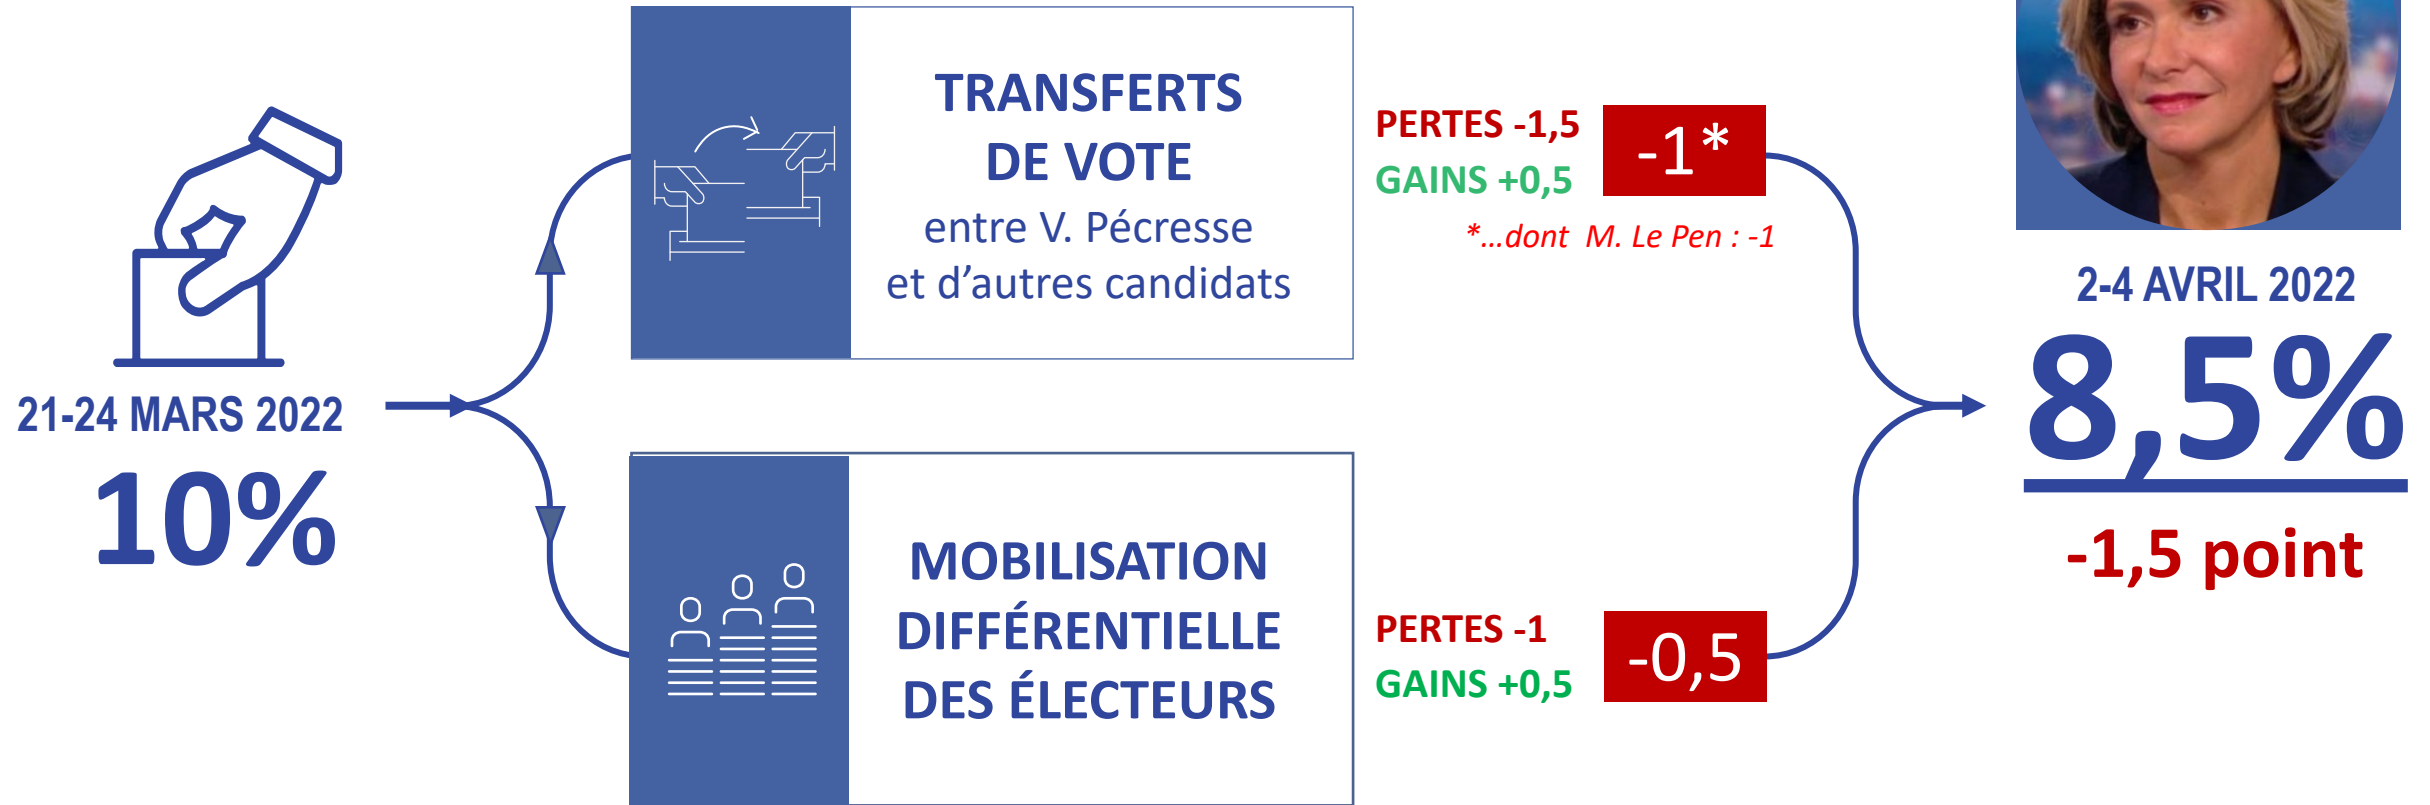 21-24 MARS 2022
10%
TRANSFERTS
DE VOTE
entre V. Pécresse
et d’autres candidats
PERTES -1,5
GAINS +0,5
-1*
*...dont M. Le Pen : -1
MOBILISATION
DIFFÉRENTIELLE
DES ÉLECTEURS
PERTES -1
GAINS +0,5
-0,5
2-4 AVRIL 2022
8,5%
-1,5 point